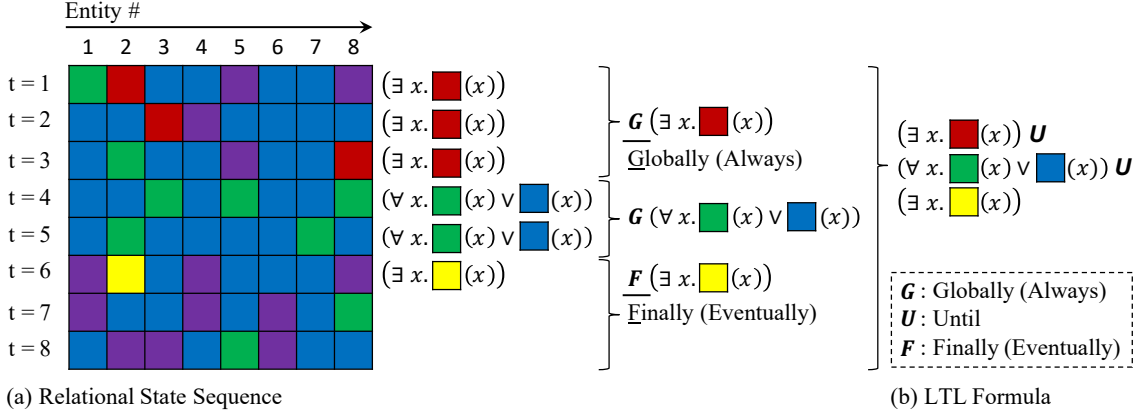 Entity #
1 2 3 4 5 6 7 8
t = 1
t = 2
t = 3
t = 4
t = 5
t = 6
t = 7
t = 8
(∃ x. (x))
(∃ x. (x))
(∃ x. (x))
(∀ x. (x) ∨ (x))
(∀ x. (x) ∨ (x))
(∃ x. (x))
G (∃ x. (x))
Globally (Always)
G (∀ x. (x) ∨ (x))
F (∃ x. (x))
Finally (Eventually)
(∃ x. (x)) U
(∀ x. (x) ∨ (x)) U
(∃ x. (x))
G : Globally (Always)
U : Until
F : Finally (Eventually)
(a) Relational State Sequence
(b) LTL Formula